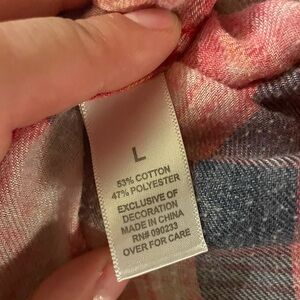 L
53% COTTON
47% POLYESTER
EXCLUSIVE OF
DECORATION
MADE IN CHINA
RN# 090233
OVER FOR CARE